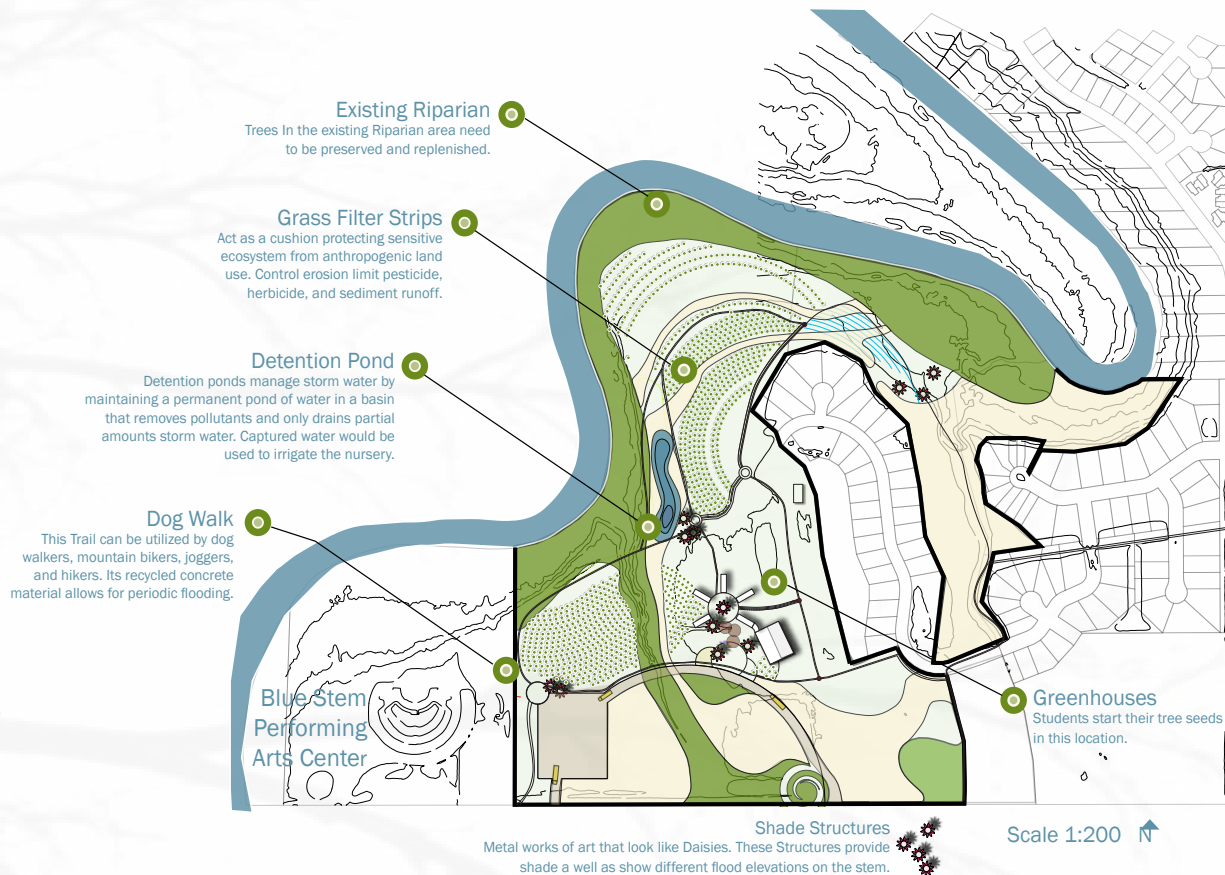 Existing Riparian
Trees In the existing Riparian area need
to be preserved and replenished.
Grass Filter Strips
Act as a cushion protecting sensitive
ecosystem from anthropogenic land
use. Control erosion limit pesticide,
herbicide, and sediment runoff.
Detention Pond
Detention ponds manage storm water by
maintaining a permanent pond of water in a basin
that removes pollutants and only drains partial
amounts storm water. Captured water would be
used to irrigate the nursery.
Dog Walk
This Trail can be utilized by dog
walkers, mountain bikers, joggers,
and hikers. Its recycled concrete
material allows for periodic flooding.
Blue Stem
Performing
Arts Center
Greenhouses
Students start their tree seeds
in this location.
Shade Structures
Metal works of art that look like Daisies. These Structures provide
shade a well as show different flood elevations on the stem.
Scale 1:200
N